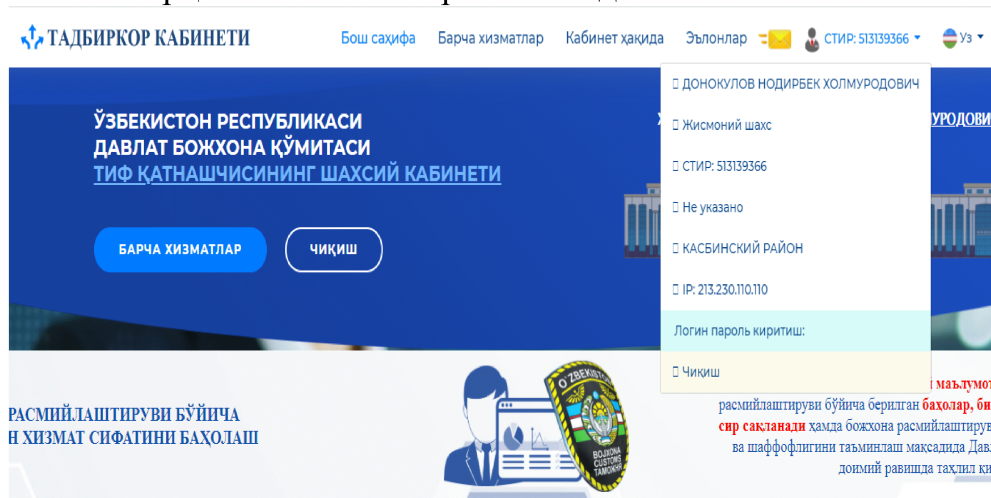 ТАДБИРКОР КАБИНЕТИ
Бош саҳифа Барча хизматлар Кабинет ҳақида Эълонлар СТИР: 513139366 Уз
ДОНОКУЛОВ НОДИРБЕК ХОЛМУРОДОВИЧ
Жисмоний шахс
СТИР: 513139366
Не указано
КАСБИНСКИЙ РАЙОН
IP: 213.230.110.110
Логин пароль киритиш:
Чиқиш
ЎЗБЕКИСТОН РЕСПУБЛИКАСИ
ДАВЛАТ БОЖХОНА ҚЎМИТАСИ
ТИФ ҚАТНАШЧИСИНИНГ ШАХСИЙ КАБИНЕТИ
БАРЧА ХИЗМАТЛАР ЧИҚИШ
РАСМИЙЛАШТИРУВИ БЎЙИЧА
Н ХИЗМАТ СИФАТИНИ БАҲОЛАШ
O'ZBEKISTON
BOJXONA
CUSTOMS
ТАМОЖНЯ
маълумот
расмийлаштируви бўйича берилган баҳолар, би
сир сақланади ҳамда божхона расмийлаштирув
ва шаффофлигини таъминлаш мақсадида Дав
доимий равишда таҳлил қи